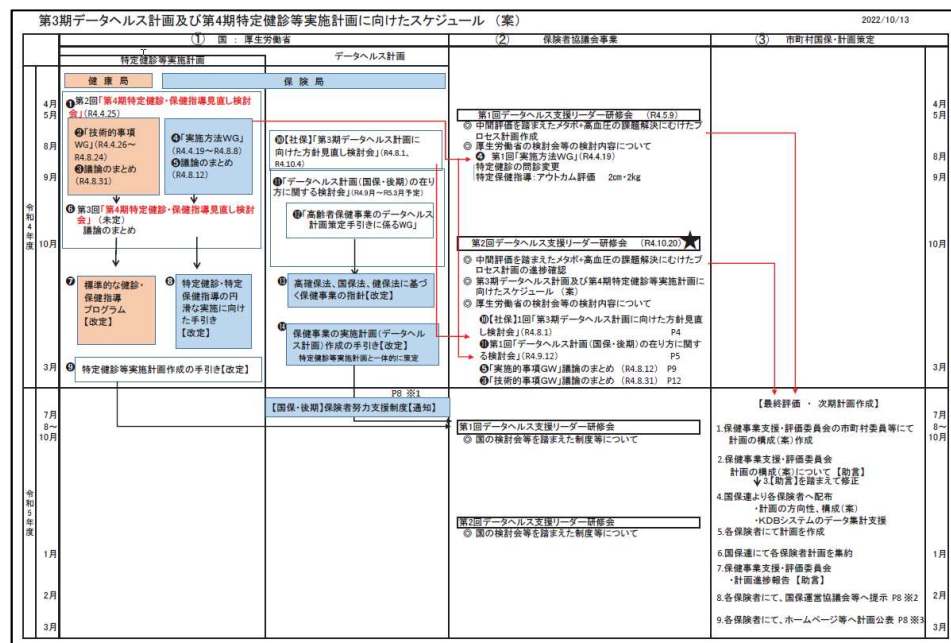 第3期データヘルス計画及び第4期特定健診等実施計画に向けたスケジュール （案）
2022/10/13
① 国 ： 厚生労働省
② 保険者協議会事業
③ 市町村国保・計画策定
特定健診等実施計画
データヘルス計画
健 康 局
保 険 局
令和4年度
4月
5月
8月
9月
10月
3月
❶第2回「第4期特定健診・保健指導見直し検討
会」(R4.4.25)
❷「技術的事項
WG」(R4.4.26～
R4.8.24)
❸議論のまとめ
(R4.8.31)
❹「実施方法WG」
(R4.4.19～R4.8.8)
❺議論のまとめ
(R4.8.12)
❻ 第3回「第4期特定健診・保健指導見直し検討
会」 (未定)
議論のまとめ
❼
標準的な健診・
保健指導
プログラム
【改定】
❽
特定健診・特定
保健指導の円
滑な実施に向け
た手引き
【改定】
❾ 特定健診等実施計画作成の手引き【改定】
❿【社保】「第3期データヘルス計画に
向けた方針見直し検討会」(R4.8.1、
R4.10.4)
⓫「データヘルス計画(国保・後期)の在り
方に関する検討会」(R4.9月～R5.3月予定)
⓬「高齢者保健事業のデータヘルス
計画策定手引きに係るWG」
⓭
高確保法、国保法、健保法に基づ
く保健事業の指針【改定】
⓮
保健事業の実施計画(データヘ
ルス計画）作成の手引き【改定】
特定健診等実施計画と一体的に策定
第1回データヘルス支援リーダー研修会 (R4.5.9)
◎ 中間評価を踏まえたメタボ+高血圧の課題解決にむけたプ
ロセス計画作成
◎ 厚生労働省の検討会等の検討内容について
❹ 第1回「実施方法WG」(R4.4.19)
特定健診の問診変更
特定保健指導:アウトカム評価 2cm・2kg
第2回データヘルス支援リーダー研修会 (R4.10.20) ★
◎ 中間評価を踏まえたメタボ+高血圧の課題解決にむけたプ
ロセス計画の進捗確認
◎ 第3期データヘルス計画及び第4期特定健診等実施計画に
向けたスケジュール (案)
◎ 厚生労働省の検討会等の検討内容について
❿【社保】1回「第3期データヘルス計画に向けた方針見直
し検討会」(R4.8.1) P4
⓫第1回「データヘルス計画(国保・後期)の在り方に関す
る検討会」(R4.9.12) P5
❺「実施的事項GW」議論のまとめ (R4.8.12) P9
❸「技術的事項GW」議論のまとめ (R4.8.31) P12
5月
8月
9月
10月
3月
令和5年度
7月
8～
10月
1月
2月
3月
P8 ※1
【国保・後期】保険者努力支援制度【通知】
第1回データヘルス支援リーダー研修会
◎ 国の検討会等を踏まえた制度等について
第2回データヘルス支援リーダー研修会
◎ 国の検討会等を踏まえた制度等について
【最終評価 ・ 次期計画作成】
1.保健事業支援・評価委員会の市町村委員等にて
計画の構成(案)作成
2.保健事業支援・評価委員会
計画の構成(案)について 【助言】
↓3.【助言】を踏まえて修正
4.国保連より各保険者へ配布
・計画の方向性、構成(案)
・KDBシステムのデータ集計支援
5.各保険者にて計画を作成
6.国保連にて各保険者計画を集約
7.保健事業支援・評価委員会
・計画進捗報告 【助言】
8.各保険者にて、国保運営協議会等へ提示 P8 ※2
9.各保険者にて、ホームページ等へ計画公表 P8 ※3
7月
8～
10月
1月
2月
3月